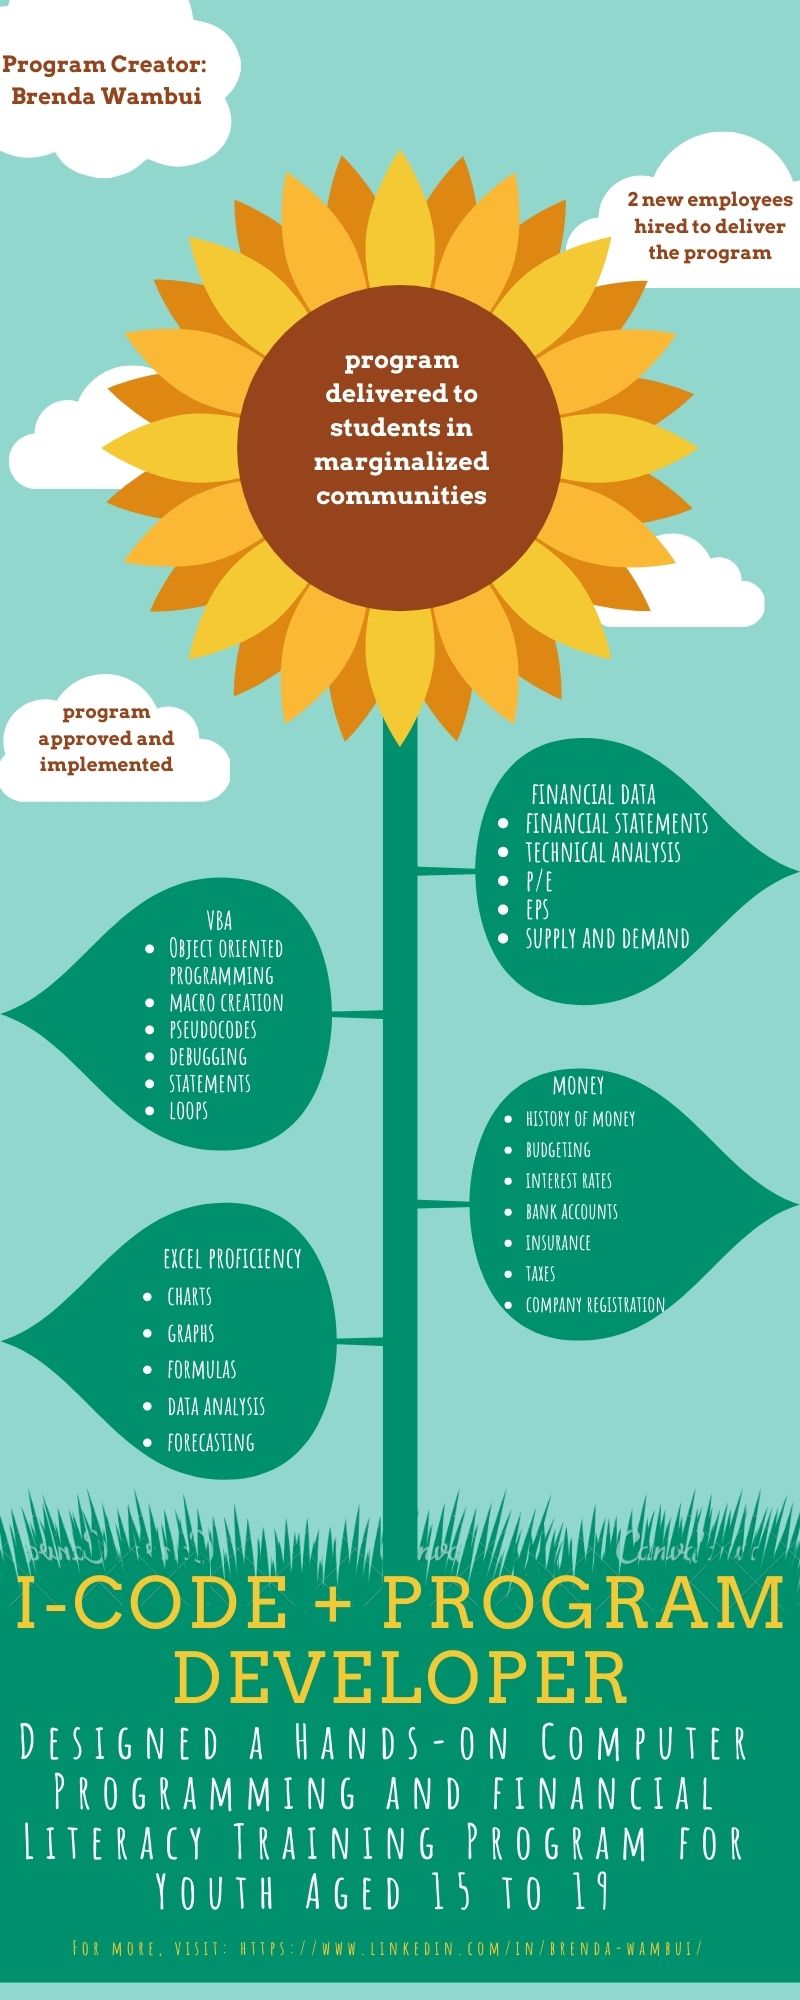 Program Creator:
Brenda Wambui
2 new employees
hired to deliver
the program
program
delivered to
students in
marginalized
communities
program
approved and
implemented
FINANCIAL DATA
FINANCIAL STATEMENTS
TECHNICAL ANALYSIS
P/E
EPS
SUPPLY AND DEMAND
VBA
OBJECT ORIENTED
PROGRAMMING
MACRO CREATION
PSEUDOCODES
DEBUGGING
STATEMENTS
LOOPS
MONEY
HISTORY OF MONEY
BUDGETING
INTEREST RATES
BANK ACCOUNTS
INSURANCE
TAXES
COMPANY REGISTRATION
EXCEL PROFICIENCY
CHARTS
GRAPHS
FORMULAS
DATA ANALYSIS
FORECASTING
Canva
I-CODE + PROGRAM
DEVELOPER
DESIGNED A HANDS-ON COMPUTER
PROGRAMMING AND FINANCIAL
LITERACY TRAINING PROGRAM FOR
YOUTH AGED 15 TO 19
FOR MORE, VISIT: HTTPS://WWW.LINKEDIN.COM/IN/BRENDA-WAMBUI/